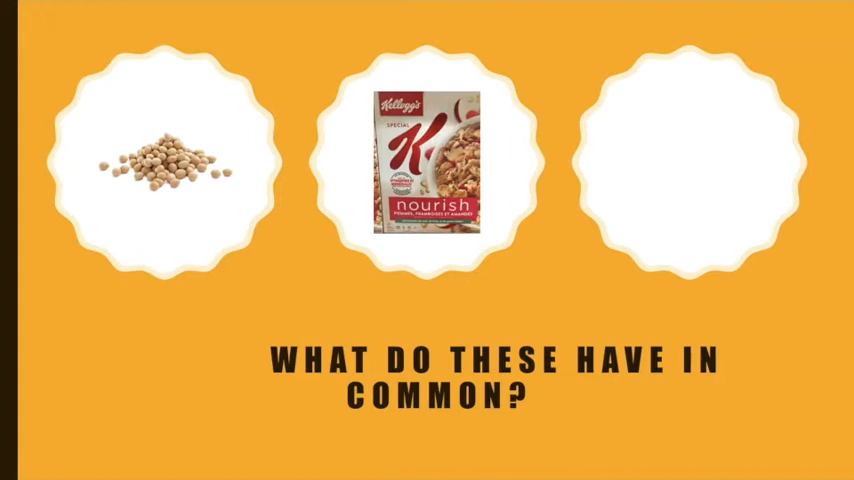 Kellogg's
SPECIAL
K
nourish
POMMES, FRAMBOISES ET AMANDES
WHAT DO THESE HAVE IN
COMMON?